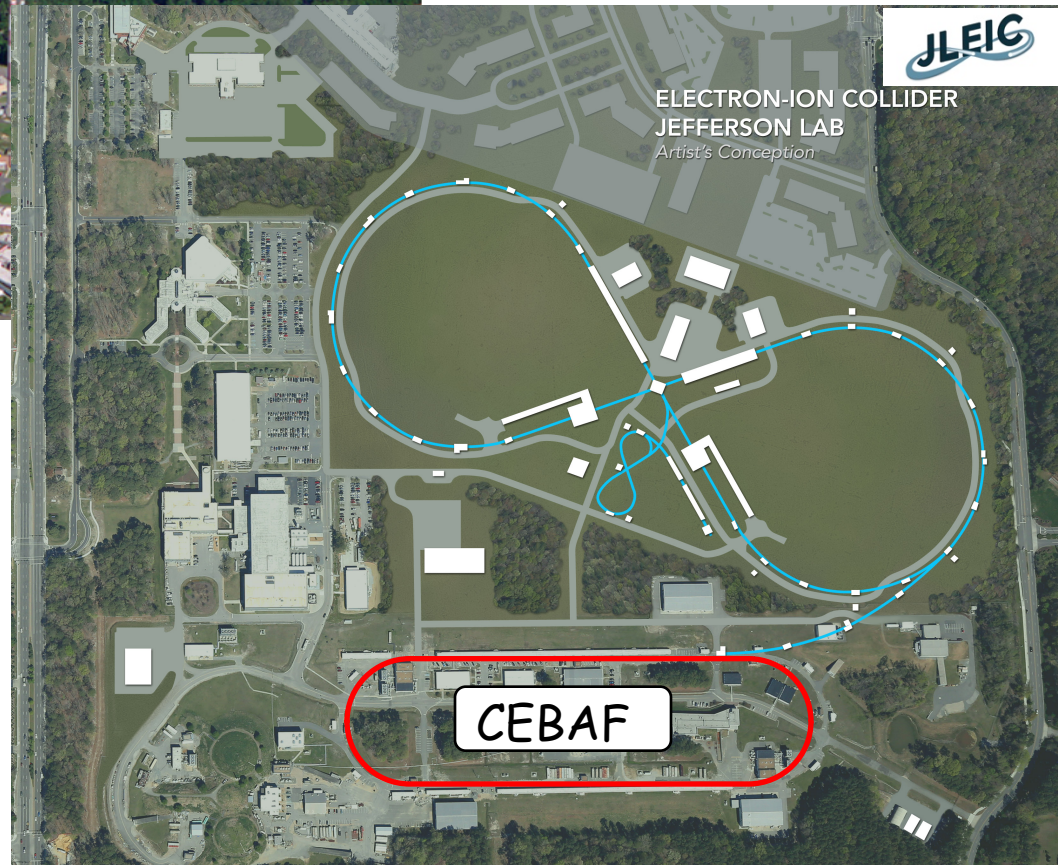 JLEIC
ELECTRON-ION COLLIDER
JEFFERSON LAB
Artist's Conception
CEBAF